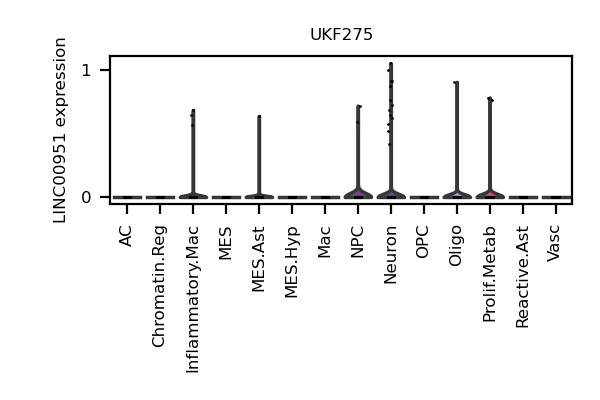 UKF275
LINC00951 expression
1
0
AC
Chromatin.Reg
Inflammatory.Mac
MES
MES.Ast
MES.Hyp
Mac
NPC
Neuron
OPC
Oligo
Prolif.Metab
Reactive.Ast
Vasc